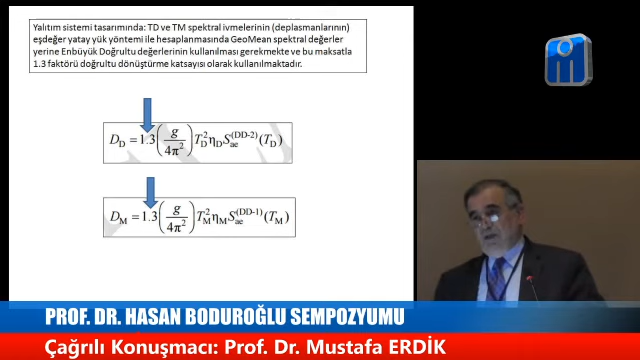 Yalıtım sistemi tasarımında: TD ve TM spektral ivmelerinin (deplasmanlarının)
eşdeğer yatay yük yöntemi ile hesaplanmasında GeoMean spektral değerler
yerine Enbüyük Doğrultu değerlerinin kullanılması gerekmekte ve bu maksatla
1.3 faktörü doğrultu dönüştürme katsayısı olarak kullanılmaktadır.
D_D = 1.3 (g / 4π²) T_D² η_D S_ae^(DD-2) (T_D)
D_M = 1.3 (g / 4π²) T_M² η_M S_ae^(DD-1) (T_M)
PROF. DR. HASAN BODUROĞLU SEMPOZYUMU
Çağrılı Konuşmacı: Prof. Dr. Mustafa ERDİK